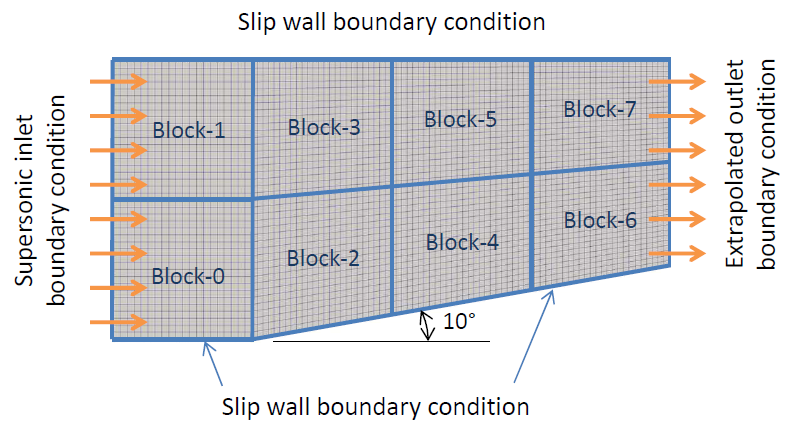 Slip wall boundary condition
Supersonic inlet
boundary condition
Block-1
Block-3
Block-5
Block-7
Block-0
Block-2
Block-4
Block-6
Extrapolated outlet
boundary condition
10°
Slip wall boundary condition